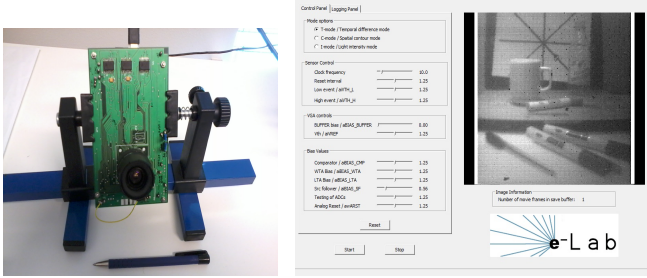 Control Panel Logging Panel
Mode options
T-mode / Temporal difference mode
C-mode / Spatial contour mode
I-mode / Light intensity mode
Sensor Control
Clock frequency 10.0
Reset interval 1.25
Low event / aVTH_L 1.25
High event / aVTH_H 1.25
VGA controls
BUFFER bias / aBIAS_BUFFER 0.00
Vth / aVREF 1.25
Bias Values
Comparator / aBIAS_CMP 1.25
WTA Bias / aBIAS_WTA 1.25
LTA Bias / aBIAS_LTA 1.25
Src follower / aBIAS_SF 0.56
Testing of ADCs 1.25
Analog Reset / avARST 1.25
Reset
Start Stop
Image Information
Number of movie frames in save buffer: 1
e-Lab